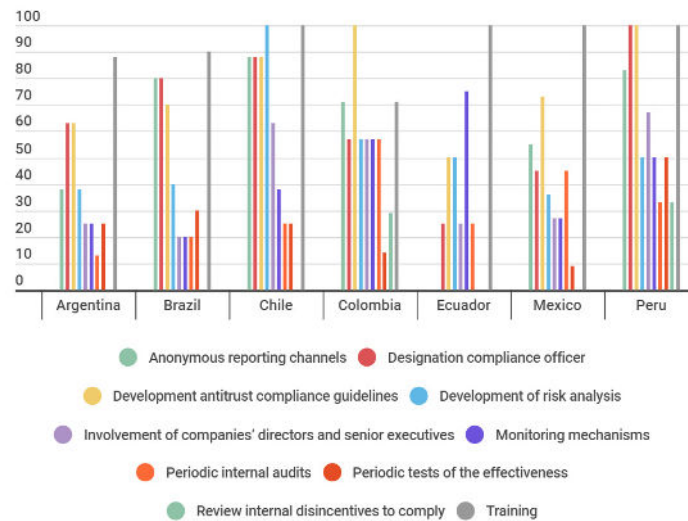 100
90
80
70
60
50
40
30
20
10
0
Argentina Brazil Chile Colombia Ecuador Mexico Peru
Anonymous reporting channels Designation compliance officer
Development antitrust compliance guidelines Development of risk analysis
Involvement of companies' directors and senior executives Monitoring mechanisms
Periodic internal audits Periodic tests of the effectiveness
Review internal disincentives to comply Training